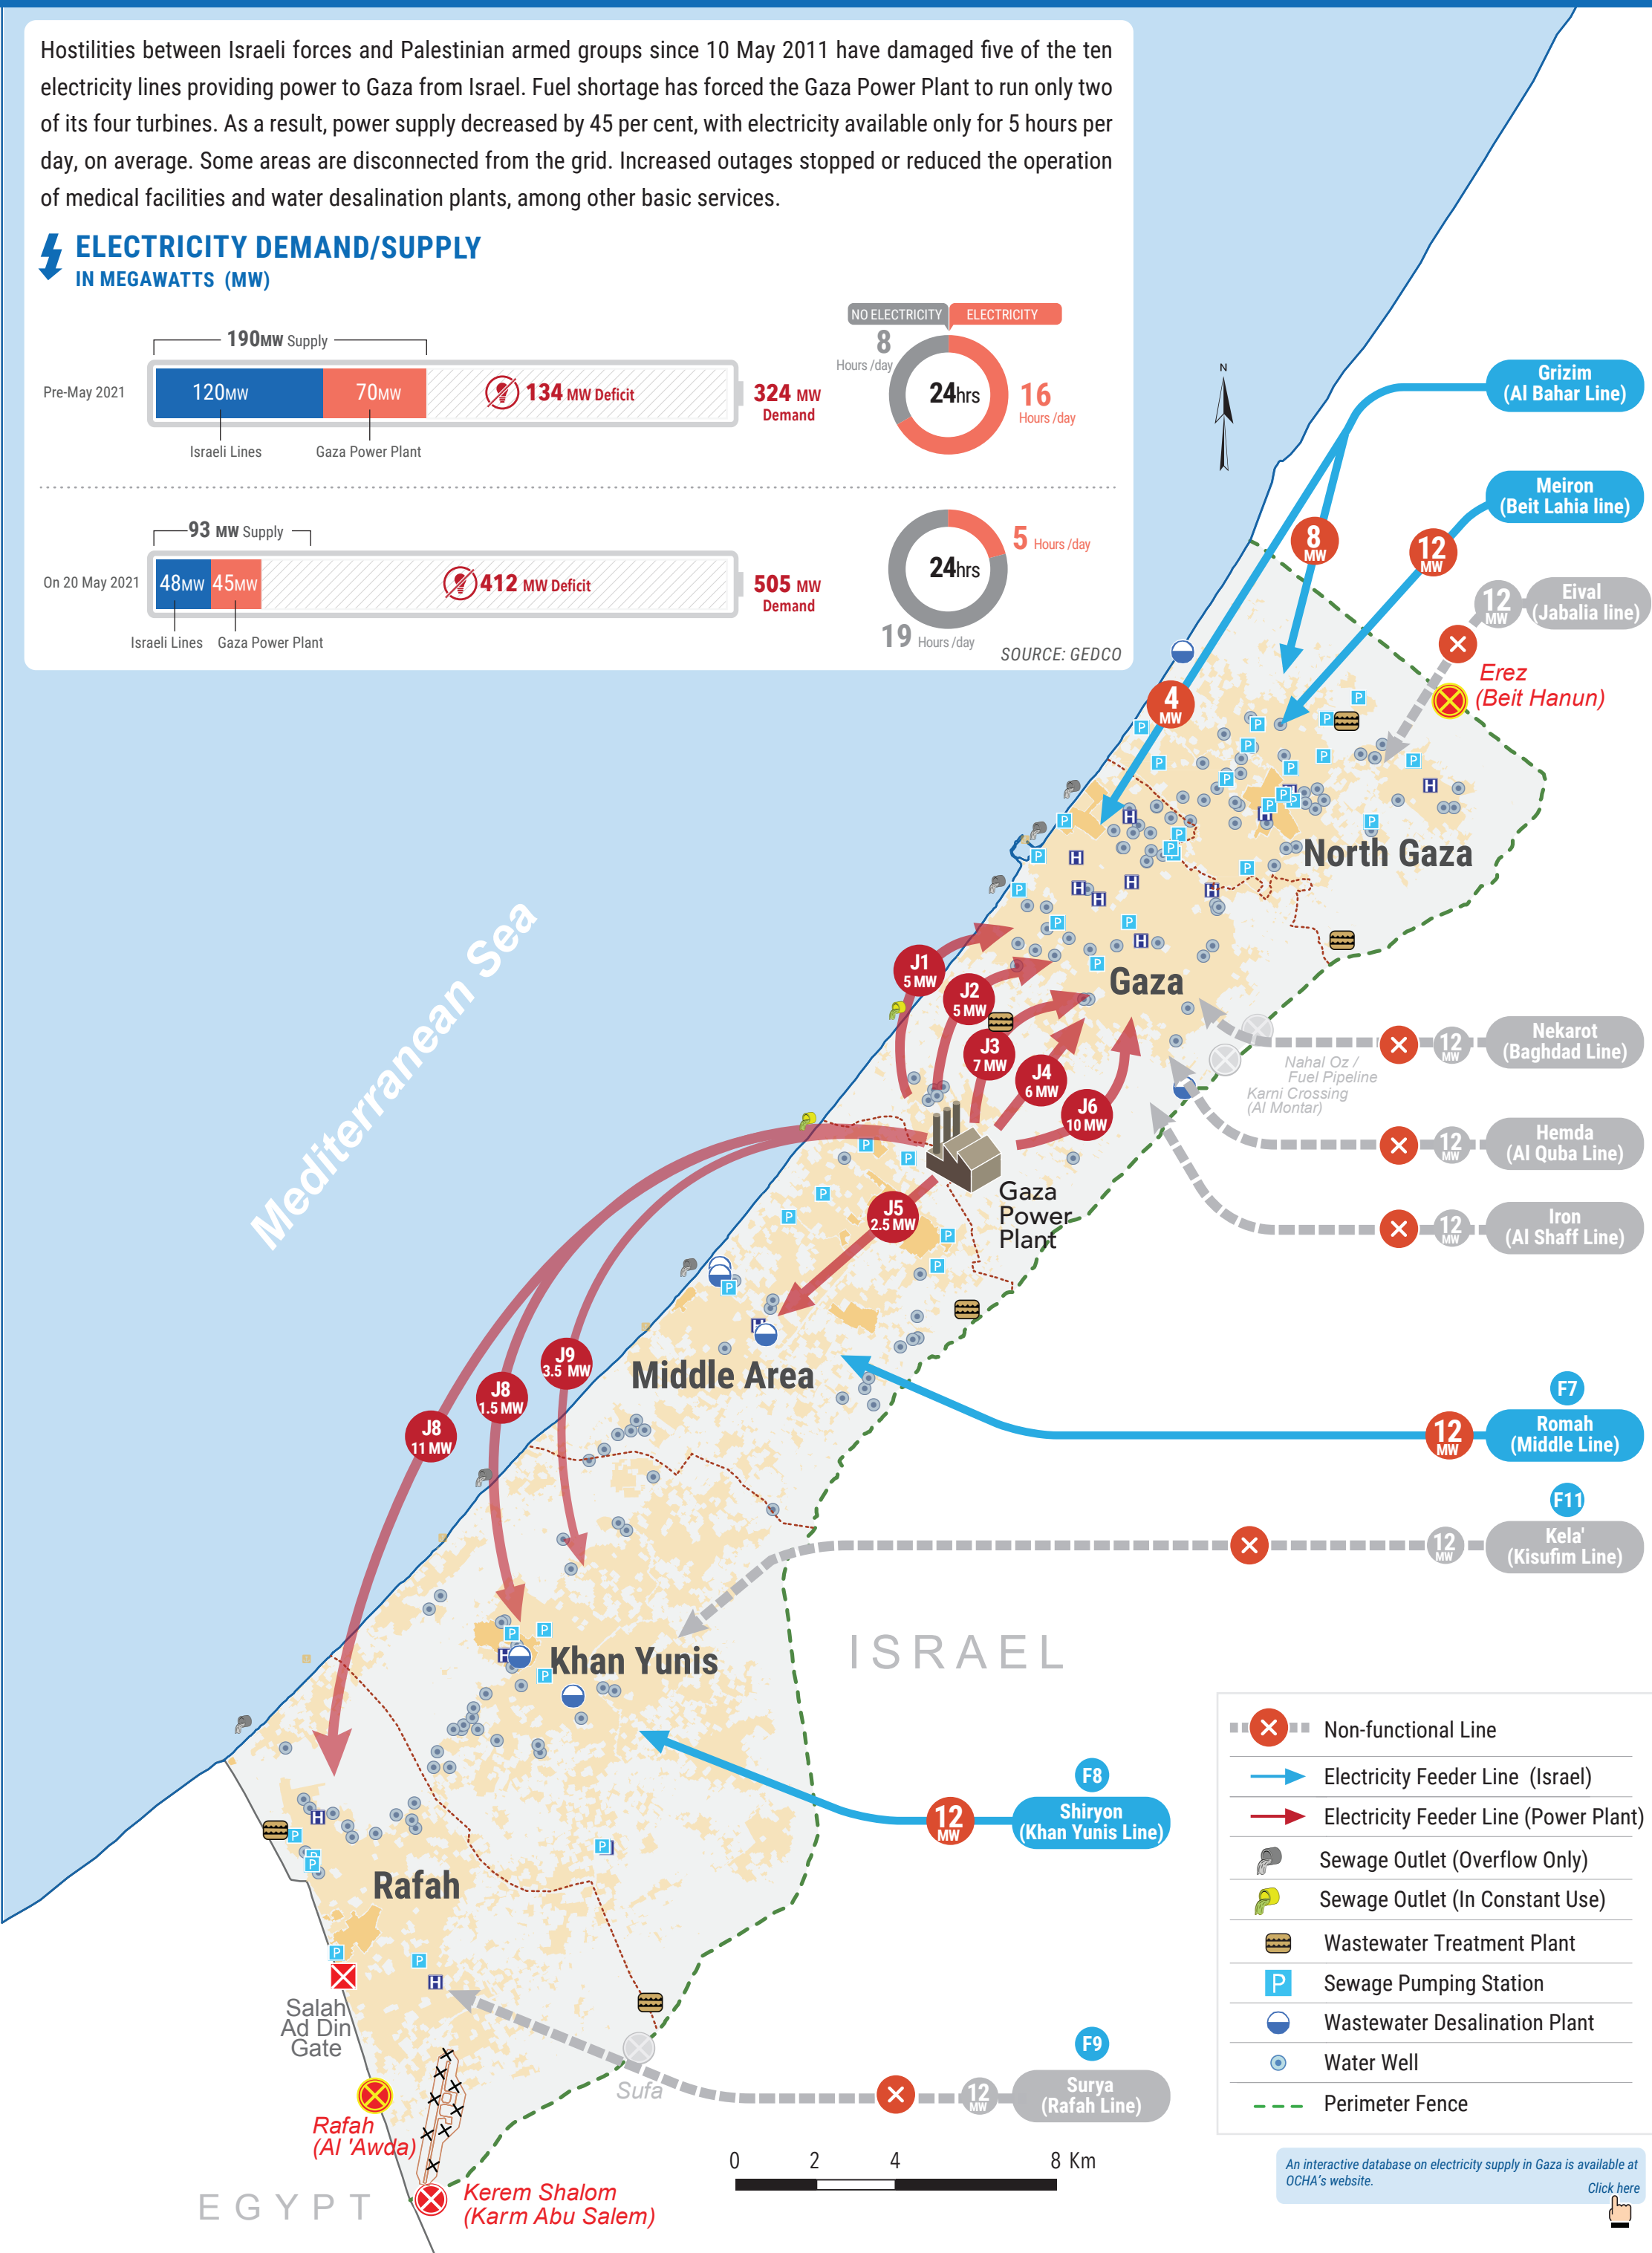 Hostilities between Israeli forces and Palestinian armed groups since 10 May 2011 have damaged five of the ten
electricity lines providing power to Gaza from Israel. Fuel shortage has forced the Gaza Power Plant to run only two
of its four turbines. As a result, power supply decreased by 45 per cent, with electricity available only for 5 hours per
day, on average. Some areas are disconnected from the grid. Increased outages stopped or reduced the operation
of medical facilities and water desalination plants, among other basic services.
ELECTRICITY DEMAND/SUPPLY
IN MEGAWATTS (MW)
190MW Supply
Pre-May 2021
120MW
70MW
134 MW Deficit
324 MW
Demand
Israeli Lines
Gaza Power Plant
NO ELECTRICITY
ELECTRICITY
8
Hours /day
24hrs
16
Hours /day
93 MW Supply
On 20 May 2021
48MW
45MW
412 MW Deficit
505 MW
Demand
Israeli Lines
Gaza Power Plant
5 Hours /day
24hrs
19 Hours /day
SOURCE: GEDCO
N
Grizim
(Al Bahar Line)
8
MW
4
MW
Meiron
(Beit Lahia line)
12
MW
Eival
(Jabalia line)
12
MW
Erez
(Beit Hanun)
North Gaza
Mediterranean Sea
Gaza
J1
5 MW
J2
5 MW
J3
7 MW
J4
6 MW
J6
10 MW
Nekarot
(Baghdad Line)
12
MW
Nahal Oz /
Fuel Pipeline
Karni Crossing
(Al Montar)
Hemda
(Al Quba Line)
12
MW
Iron
(Al Shaff Line)
12
MW
Gaza
Power
Plant
J5
2.5 MW
J9
3.5 MW
J8
1.5 MW
J8
11 MW
Middle Area
F7
Romah
(Middle Line)
12
MW
F11
Kela'
(Kisufim Line)
12
MW
Khan Yunis
ISRAEL
F8
Shiryon
(Khan Yunis Line)
12
MW
Rafah
Salah
Ad Din
Gate
Sufa
F9
Surya
(Rafah Line)
12
MW
Rafah
(Al 'Awda)
Kerem Shalom
(Karm Abu Salem)
EGYPT
0 2 4 8 Km
Non-functional Line
Electricity Feeder Line (Israel)
Electricity Feeder Line (Power Plant)
Sewage Outlet (Overflow Only)
Sewage Outlet (In Constant Use)
Wastewater Treatment Plant
P Sewage Pumping Station
Wastewater Desalination Plant
Water Well
Perimeter Fence
An interactive database on electricity supply in Gaza is available at
OCHA's website.
Click here